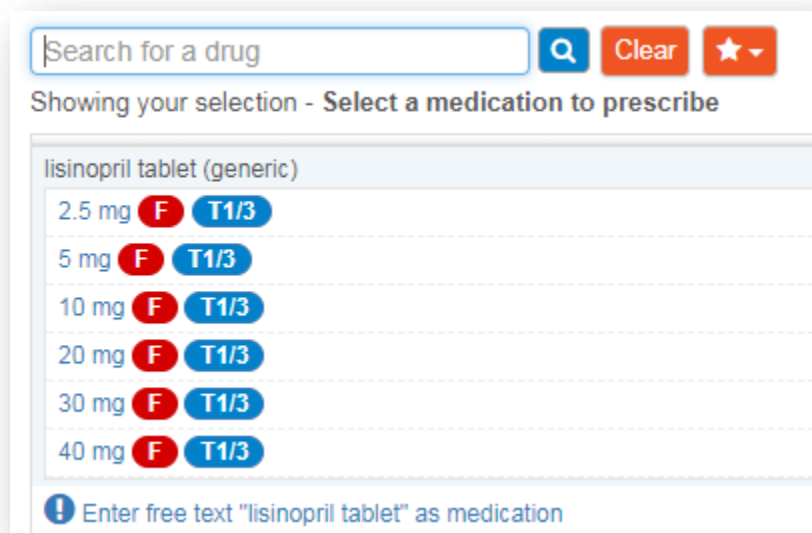 Search for a drug Clear
Showing your selection - Select a medication to prescribe
lisinopril tablet (generic)
2.5 mg F T1/3
5 mg F T1/3
10 mg F T1/3
20 mg F T1/3
30 mg F T1/3
40 mg F T1/3
Enter free text "lisinopril tablet" as medication